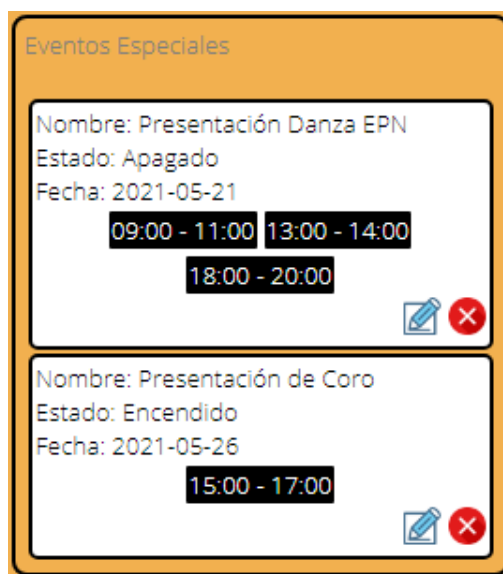 Eventos Especiales
Nombre: Presentación Danza EPN
Estado: Apagado
Fecha: 2021-05-21
09:00 - 11:00 13:00 - 14:00
18:00 - 20:00
Nombre: Presentación de Coro
Estado: Encendido
Fecha: 2021-05-26
15:00 - 17:00